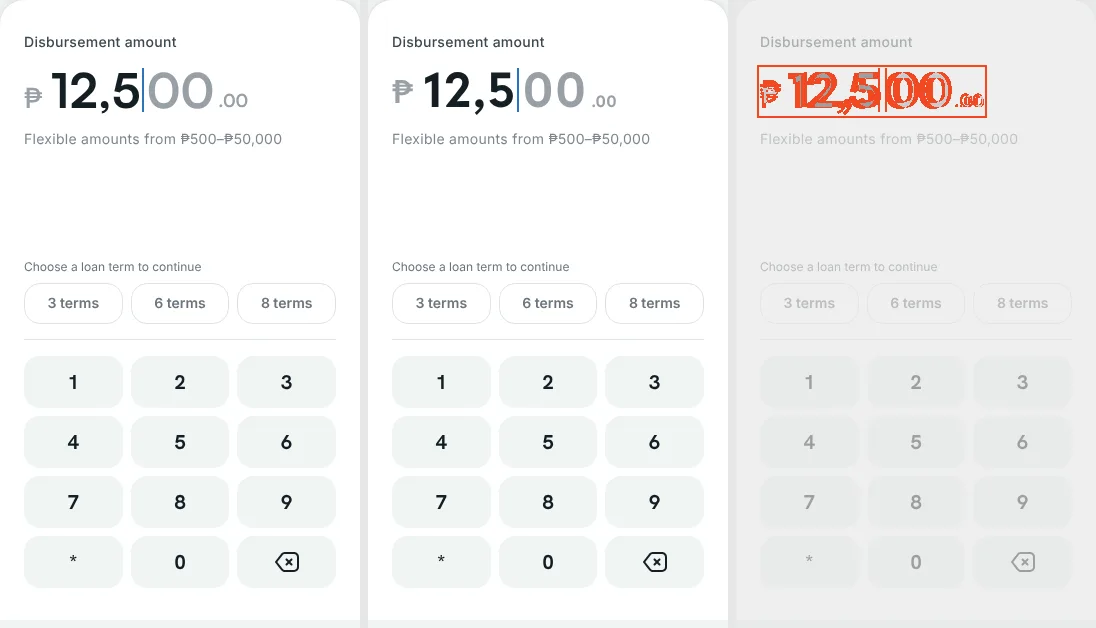 Disbursement amount
₱ 12,500.00
Flexible amounts from ₱500–₱50,000
Choose a loan term to continue
3 terms 6 terms 8 terms
1 2 3
4 5 6
7 8 9
* 0
Disbursement amount
₱ 12,500.00
Flexible amounts from ₱500–₱50,000
Choose a loan term to continue
3 terms 6 terms 8 terms
1 2 3
4 5 6
7 8 9
* 0
Disbursement amount
₱ 12,500.00
Flexible amounts from ₱500–₱50,000
Choose a loan term to continue
3 terms 6 terms 8 terms
1 2 3
4 5 6
7 8 9
* 0